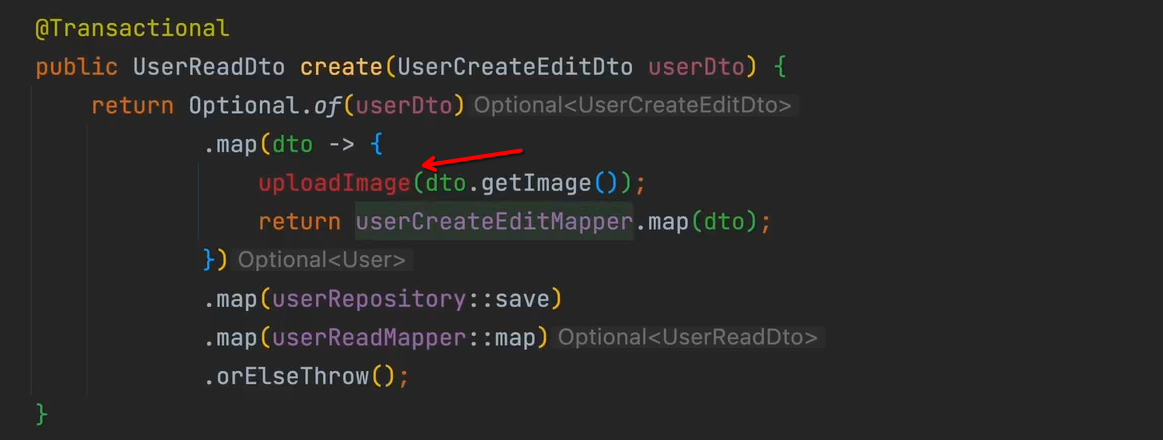 @Transactional
public UserReadDto create(UserCreateEditDto userDto) {
return Optional.of(userDto) Optional<UserCreateEditDto>
.map(dto -> {
uploadImage(dto.getImage());
return userCreateEditMapper.map(dto);
}) Optional<User>
.map(userRepository::save)
.map(userReadMapper::map) Optional<UserReadDto>
.orElseThrow();
}